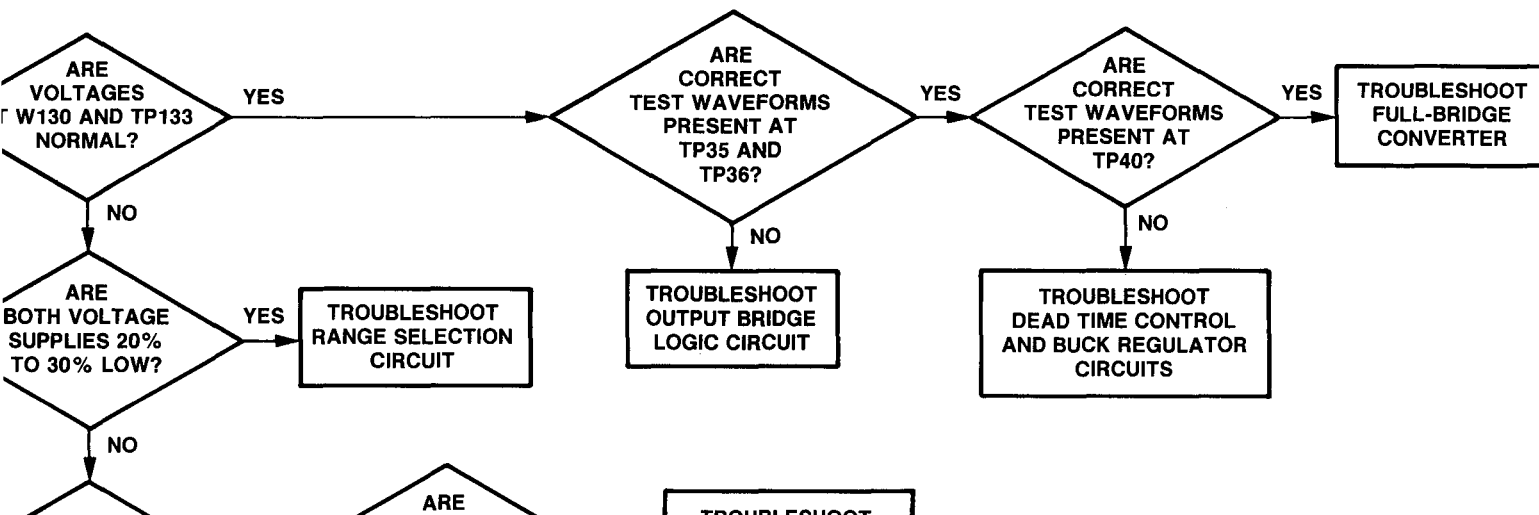 ARE
VOLTAGES
W130 AND TP133
NORMAL?
YES
ARE
CORRECT
TEST WAVEFORMS
PRESENT AT
TP35 AND
TP36?
YES
ARE
CORRECT
TEST WAVEFORMS
PRESENT AT
TP40?
YES
TROUBLESHOOT
FULL-BRIDGE
CONVERTER
NO
NO
NO
ARE
BOTH VOLTAGE
SUPPLIES 20%
TO 30% LOW?
YES
TROUBLESHOOT
RANGE SELECTION
CIRCUIT
TROUBLESHOOT
OUTPUT BRIDGE
LOGIC CIRCUIT
TROUBLESHOOT
DEAD TIME CONTROL
AND BUCK REGULATOR
CIRCUITS
NO
ARE
TROUBLESHOOT